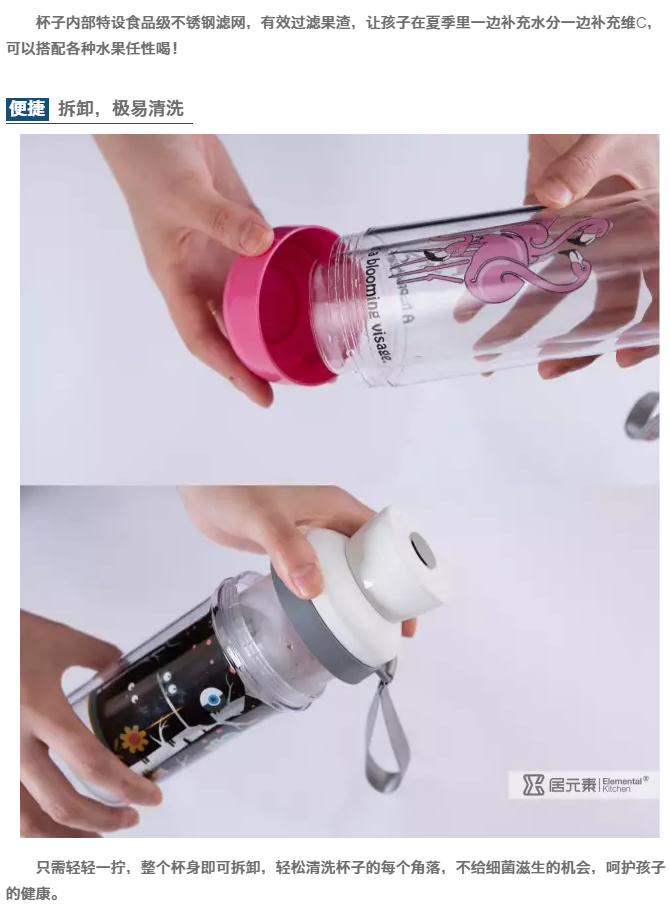 杯子内部特设食品级不锈钢滤网，有效过滤果渣，让孩子在夏季里一边补充水分一边补充维C，
可以搭配各种水果任性喝！
便捷 拆卸，极易清洗
a blooming visage.
居元素 Elemental®
Kitchen
只需轻轻一拧，整个杯身即可拆卸，轻松清洗杯子的每个角落，不给细菌滋生的机会，呵护孩子
的健康。